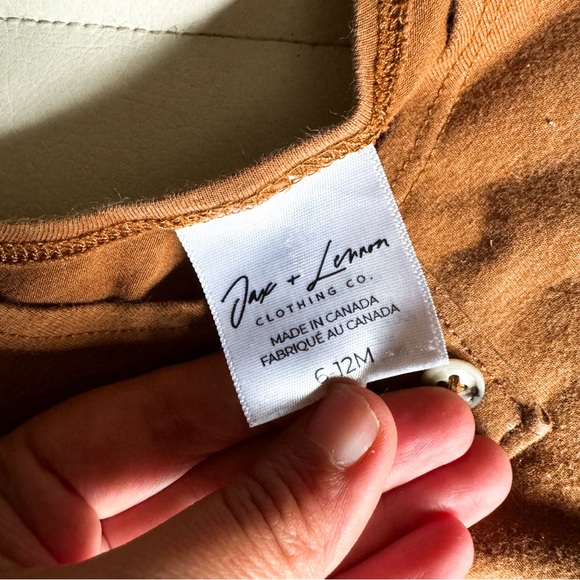 Jax + Lennon
CLOTHING CO.
MADE IN CANADA
FABRIQUÉ AU CANADA
6-12M